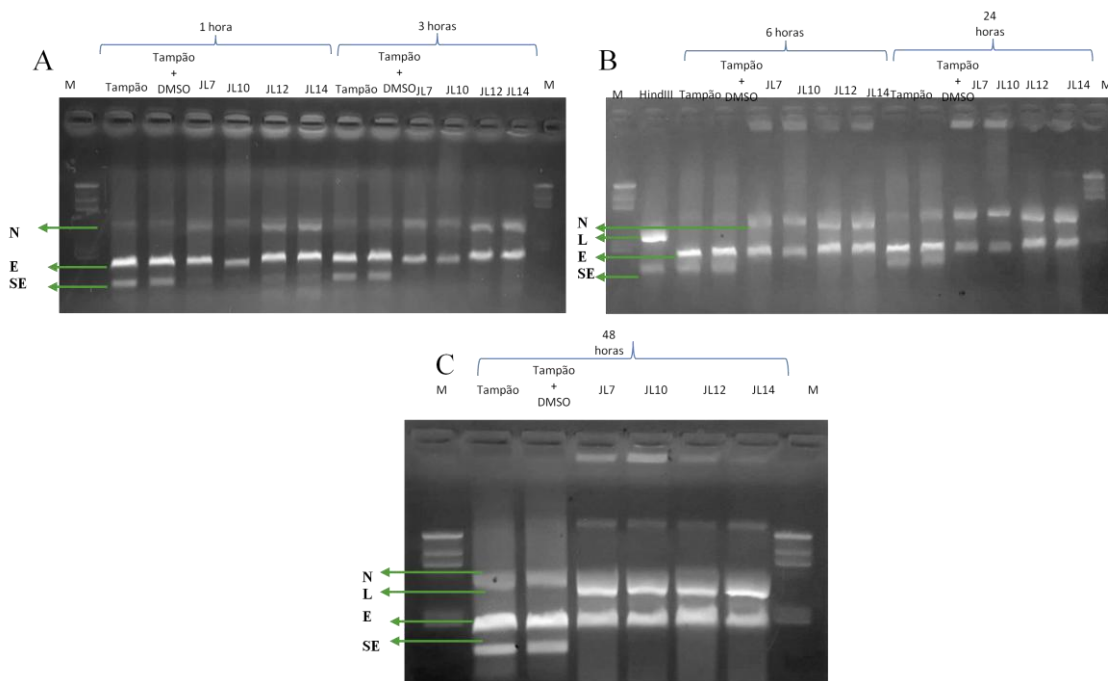 A
1 hora
3 horas
M
Tampão
Tampão
+
DMSO
JL7
JL10
JL12
JL14
Tampão
Tampão
+
DMSO
JL7
JL10
JL12
JL14
M
N
E
SE
B
6 horas
24
horas
M
HindIII
Tampão
Tampão
+
DMSO
JL7
JL10
JL12
JL14
Tampão
Tampão
+
DMSO
JL7
JL10
JL12
JL14
M
N
L
E
SE
C
48
horas
M
Tampão
Tampão
+
DMSO
JL7
JL10
JL12
JL14
M
N
L
E
SE